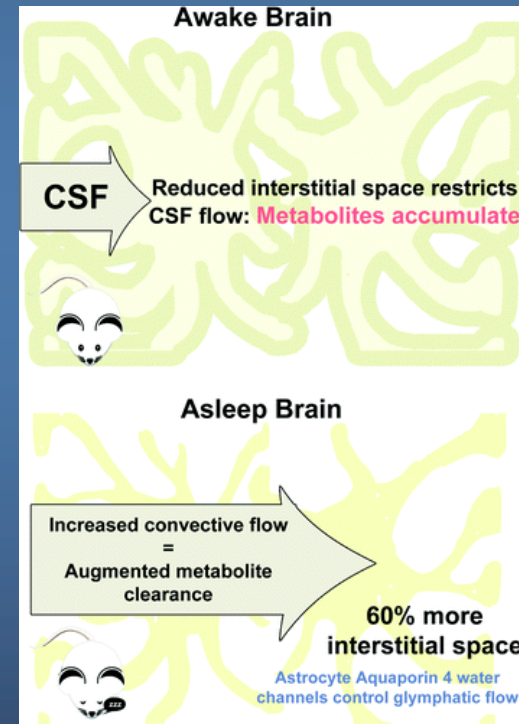 Awake Brain
CSF
Reduced interstitial space restricts
CSF flow: Metabolites accumulate
Asleep Brain
Increased convective flow
=
Augmented metabolite
clearance
60% more
interstitial space
Astrocyte Aquaporin 4 water
channels control glymphatic flow
zzz